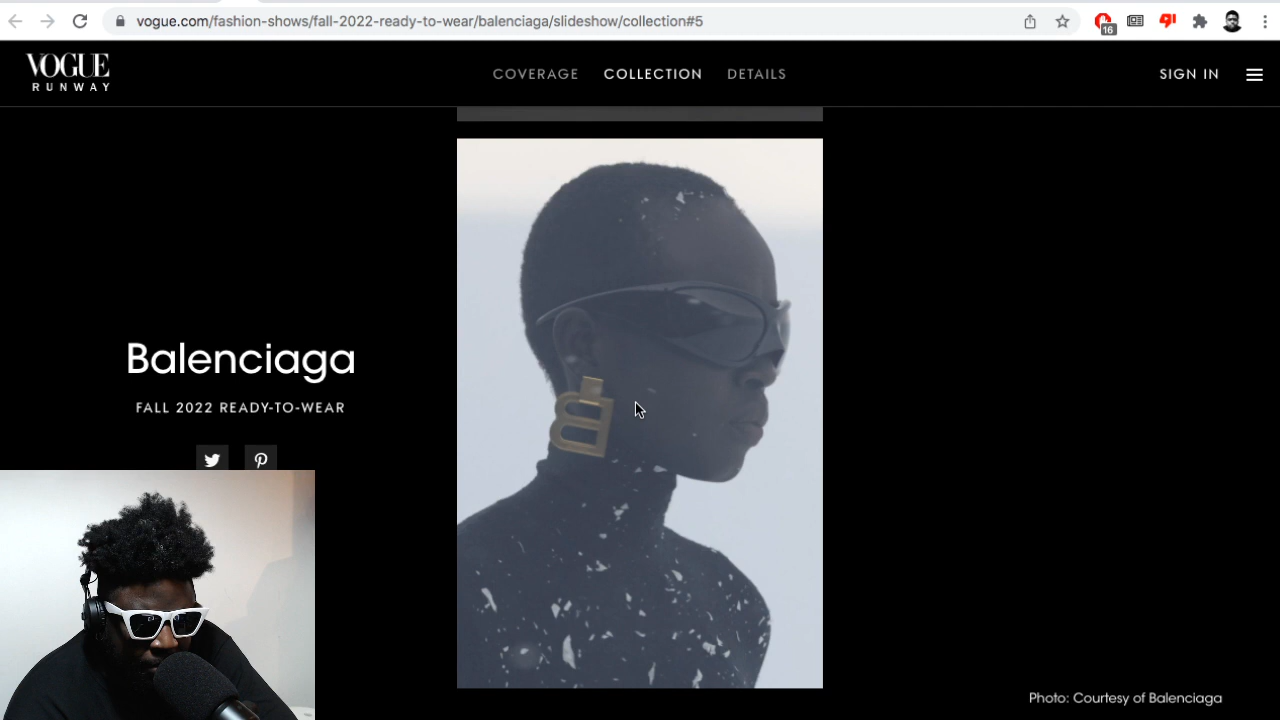 vogue.com/fashion-shows/fall-2022-ready-to-wear/balenciaga/slideshow/collection#5
16
VOGUE
RUNWAY
COVERAGE
COLLECTION
DETAILS
SIGN IN
Balenciaga
FALL 2022 READY-TO-WEAR
Photo: Courtesy of Balenciaga